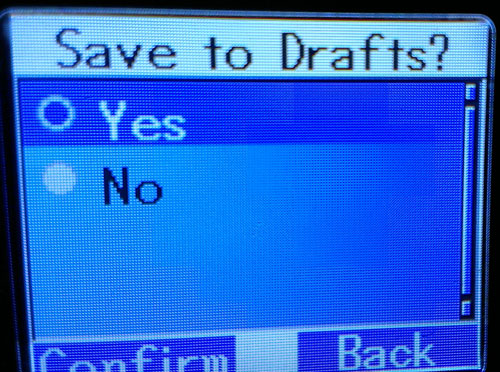 Save to Drafts?
Yes
No
Confirm
Back